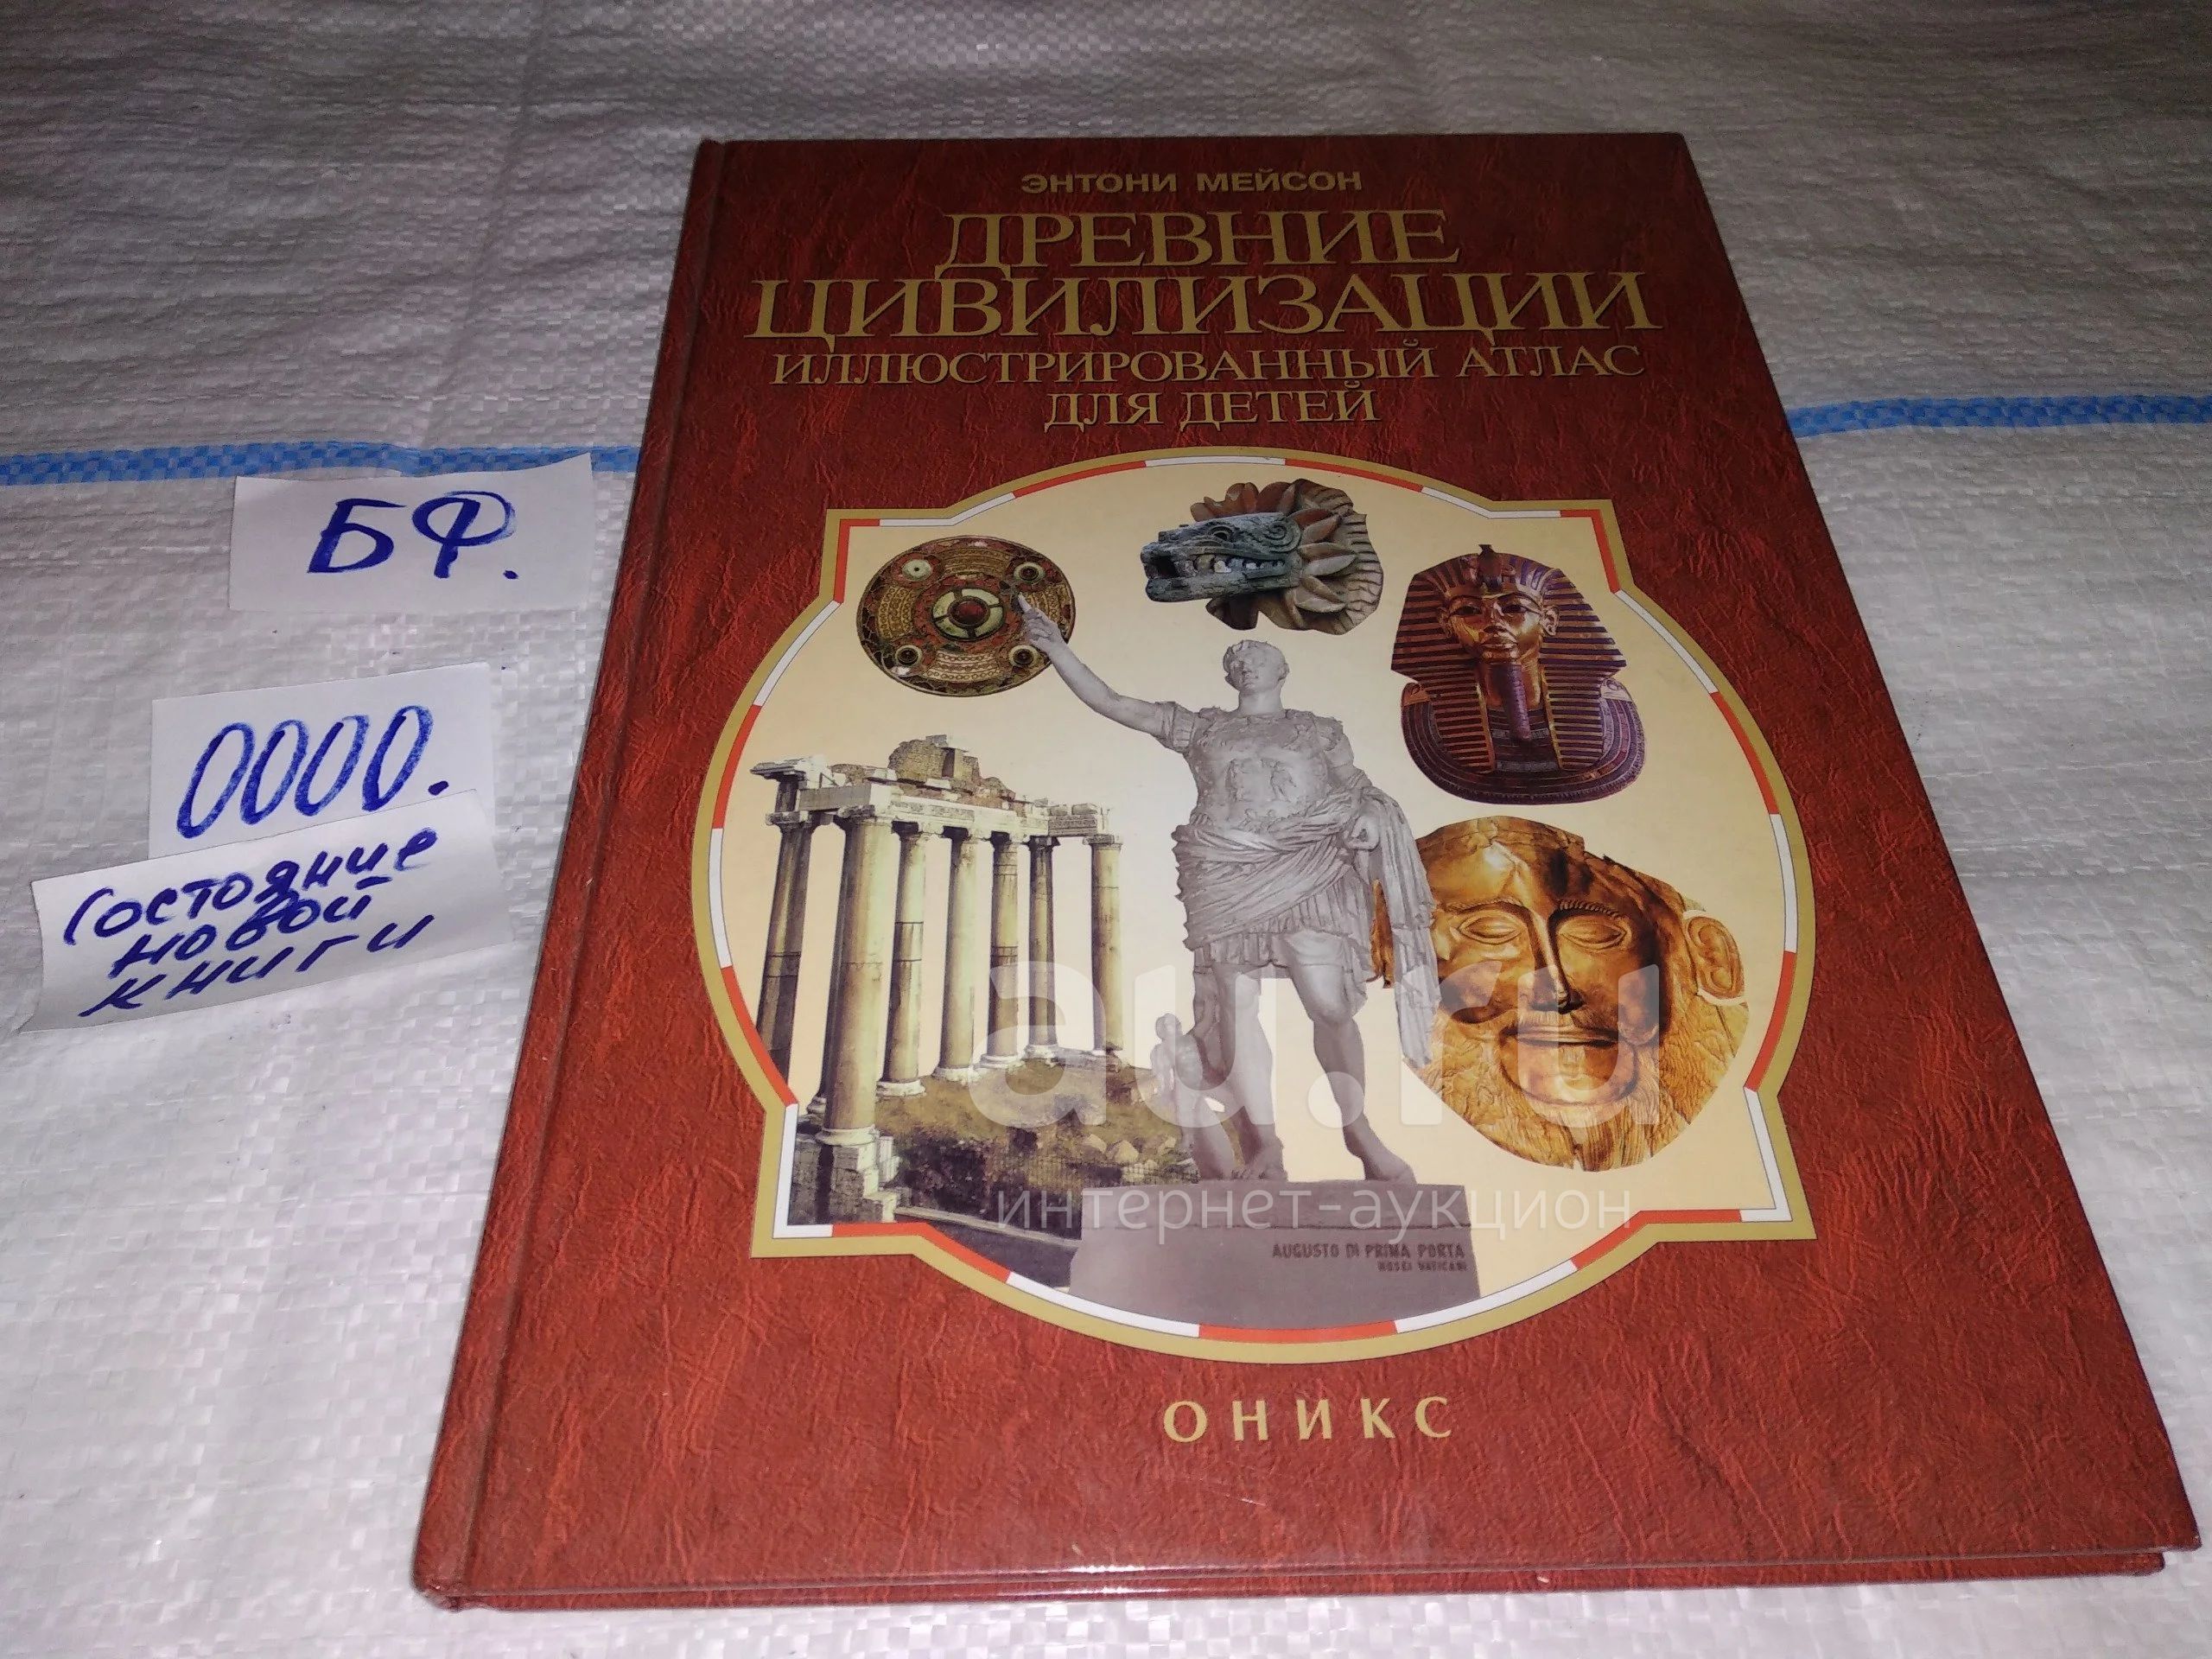 ЭНТОНИ МЕЙСОН
ДРЕВНИЕ
ЦИВИЛИЗАЦИИ
ИЛЛЮСТРИРОВАННЫЙ АТЛАС
ДЛЯ ДЕТЕЙ
БФ.
0000.
Состояние
новой
книги
au.ru
интернет-аукцион
AUGUSTO DI PRIMA PORTA
MUSEI VATICANI
ОНИКС